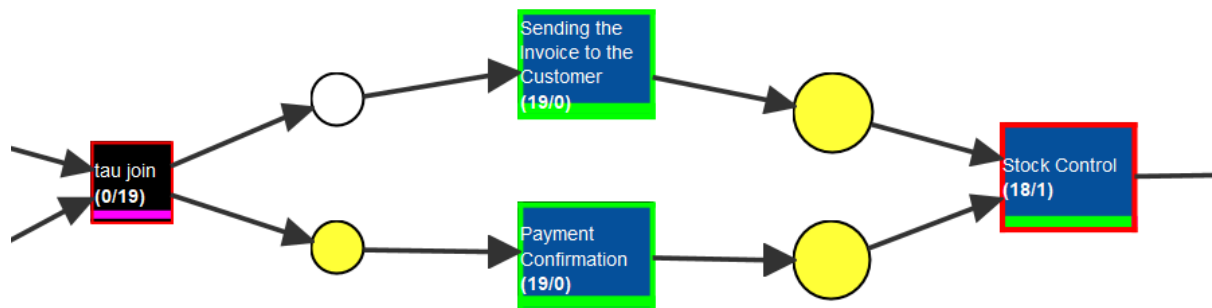 Sending the
Invoice to the
Customer
(19/0)
tau join
(0/19)
Stock Control
(18/1)
Payment
Confirmation
(19/0)